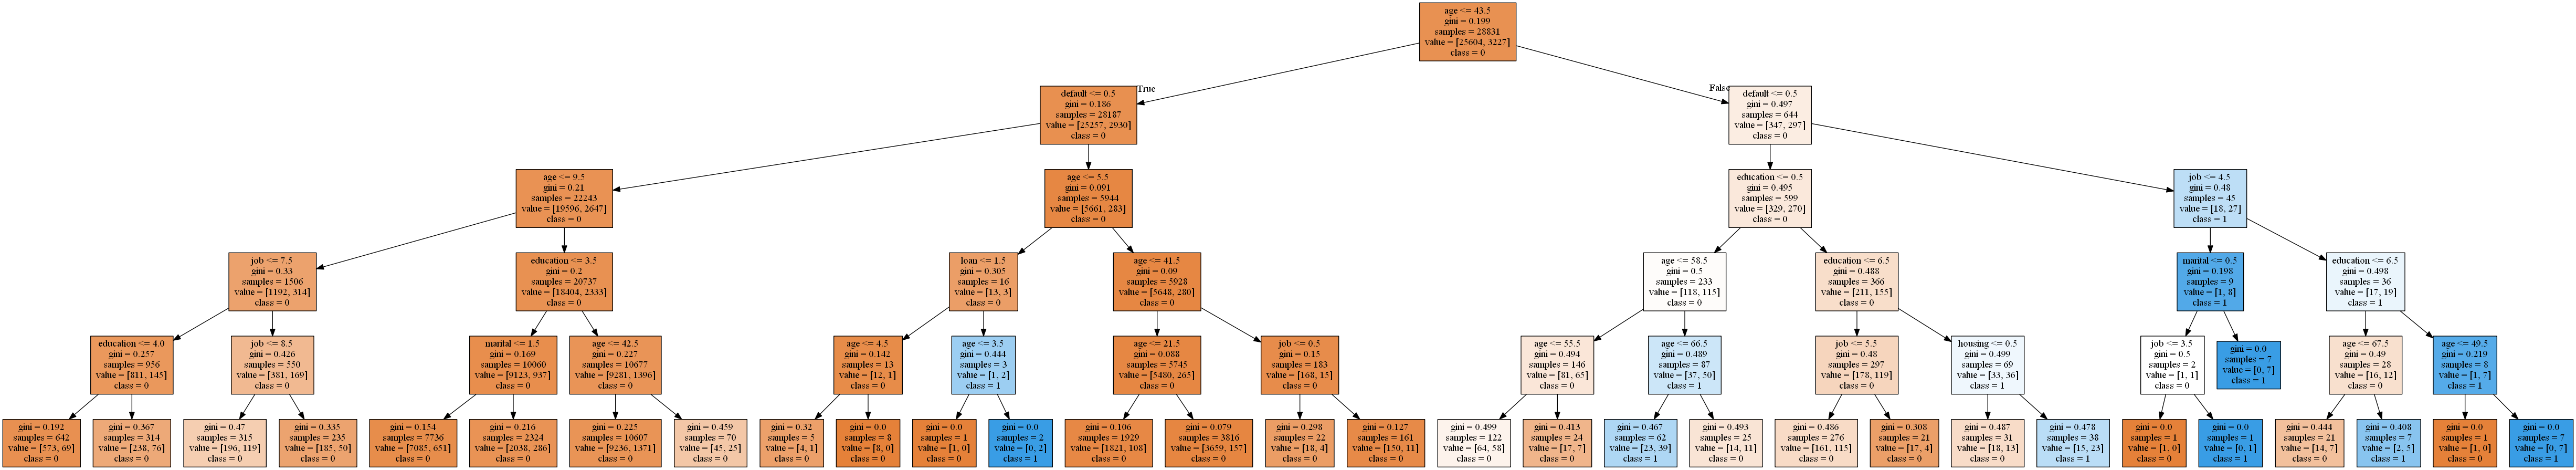 age <= 43.5
gini = 0.199
samples = 28831
value = [25604, 3227]
class = 0
True
False
default <= 0.5
gini = 0.186
samples = 28187
value = [25257, 2930]
class = 0
default <= 0.5
gini = 0.497
samples = 644
value = [347, 297]
class = 0
age <= 9.5
gini = 0.21
samples = 22243
value = [19596, 2647]
class = 0
age <= 5.5
gini = 0.091
samples = 5944
value = [5661, 283]
class = 0
education <= 0.5
gini = 0.495
samples = 599
value = [329, 270]
class = 0
job <= 4.5
gini = 0.48
samples = 45
value = [18, 27]
class = 1
job <= 7.5
gini = 0.33
samples = 1506
value = [1192, 314]
class = 0
education <= 3.5
gini = 0.2
samples = 20737
value = [18404, 2333]
class = 0
loan <= 1.5
gini = 0.305
samples = 16
value = [13, 3]
class = 0
age <= 41.5
gini = 0.09
samples = 5928
value = [5648, 280]
class = 0
age <= 58.5
gini = 0.5
samples = 233
value = [118, 115]
class = 0
education <= 6.5
gini = 0.488
samples = 366
value = [211, 155]
class = 0
marital <= 0.5
gini = 0.198
samples = 9
value = [1, 8]
class = 1
education <= 6.5
gini = 0.498
samples = 36
value = [17, 19]
class = 1
education <= 4.0
gini = 0.257
samples = 956
value = [811, 145]
class = 0
job <= 8.5
gini = 0.426
samples = 550
value = [381, 169]
class = 0
marital <= 1.5
gini = 0.169
samples = 10060
value = [9123, 937]
class = 0
age <= 42.5
gini = 0.227
samples = 10677
value = [9281, 1396]
class = 0
age <= 4.5
gini = 0.142
samples = 13
value = [12, 1]
class = 0
age <= 3.5
gini = 0.444
samples = 3
value = [1, 2]
class = 1
age <= 21.5
gini = 0.088
samples = 5745
value = [5480, 265]
class = 0
job <= 0.5
gini = 0.15
samples = 183
value = [168, 15]
class = 0
age <= 55.5
gini = 0.494
samples = 146
value = [81, 65]
class = 0
age <= 66.5
gini = 0.489
samples = 87
value = [37, 50]
class = 1
job <= 5.5
gini = 0.48
samples = 297
value = [178, 119]
class = 0
housing <= 0.5
gini = 0.499
samples = 69
value = [33, 36]
class = 1
job <= 3.5
gini = 0.5
samples = 2
value = [1, 1]
class = 0
gini = 0.0
samples = 7
value = [0, 7]
class = 1
age <= 67.5
gini = 0.49
samples = 28
value = [16, 12]
class = 0
age <= 49.5
gini = 0.219
samples = 8
value = [1, 7]
class = 1
gini = 0.192
samples = 642
value = [573, 69]
class = 0
gini = 0.367
samples = 314
value = [238, 76]
class = 0
gini = 0.47
samples = 315
value = [196, 119]
class = 0
gini = 0.335
samples = 235
value = [185, 50]
class = 0
gini = 0.154
samples = 7736
value = [7085, 651]
class = 0
gini = 0.216
samples = 2324
value = [2038, 286]
class = 0
gini = 0.225
samples = 10607
value = [9236, 1371]
class = 0
gini = 0.459
samples = 70
value = [45, 25]
class = 0
gini = 0.32
samples = 5
value = [4, 1]
class = 0
gini = 0.0
samples = 8
value = [8, 0]
class = 0
gini = 0.0
samples = 1
value = [1, 0]
class = 0
gini = 0.0
samples = 2
value = [0, 2]
class = 1
gini = 0.106
samples = 1929
value = [1821, 108]
class = 0
gini = 0.079
samples = 3816
value = [3659, 157]
class = 0
gini = 0.298
samples = 22
value = [18, 4]
class = 0
gini = 0.127
samples = 161
value = [150, 11]
class = 0
gini = 0.499
samples = 122
value = [64, 58]
class = 0
gini = 0.413
samples = 24
value = [17, 7]
class = 0
gini = 0.467
samples = 62
value = [23, 39]
class = 1
gini = 0.493
samples = 25
value = [14, 11]
class = 0
gini = 0.486
samples = 276
value = [161, 115]
class = 0
gini = 0.308
samples = 21
value = [17, 4]
class = 0
gini = 0.487
samples = 31
value = [18, 13]
class = 0
gini = 0.478
samples = 38
value = [15, 23]
class = 1
gini = 0.0
samples = 1
value = [1, 0]
class = 0
gini = 0.0
samples = 1
value = [0, 1]
class = 1
gini = 0.444
samples = 21
value = [14, 7]
class = 0
gini = 0.408
samples = 7
value = [2, 5]
class = 1
gini = 0.0
samples = 1
value = [1, 0]
class = 0
gini = 0.0
samples = 7
value = [0, 7]
class = 1